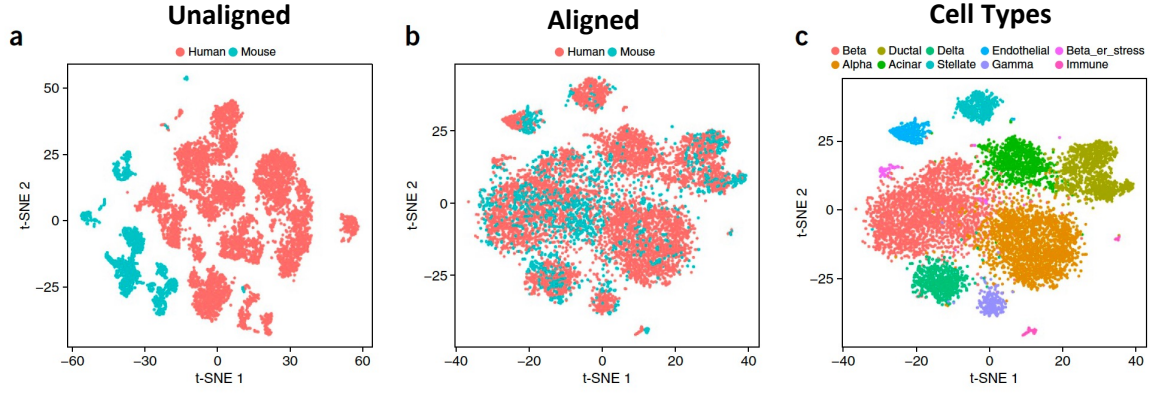 Unaligned
a
Human Mouse
50
25
0
−25
−60 −30 0 30 60
t-SNE 1
t-SNE 2
Aligned
b
Human Mouse
25
0
−25
−40 −20 0 20 40
t-SNE 1
t-SNE 2
Cell Types
c
Beta Ductal Delta Endothelial Beta_er_stress
Alpha Acinar Stellate Gamma Immune
25
0
−25
−40 −20 0 20 40
t-SNE 1
t-SNE 2